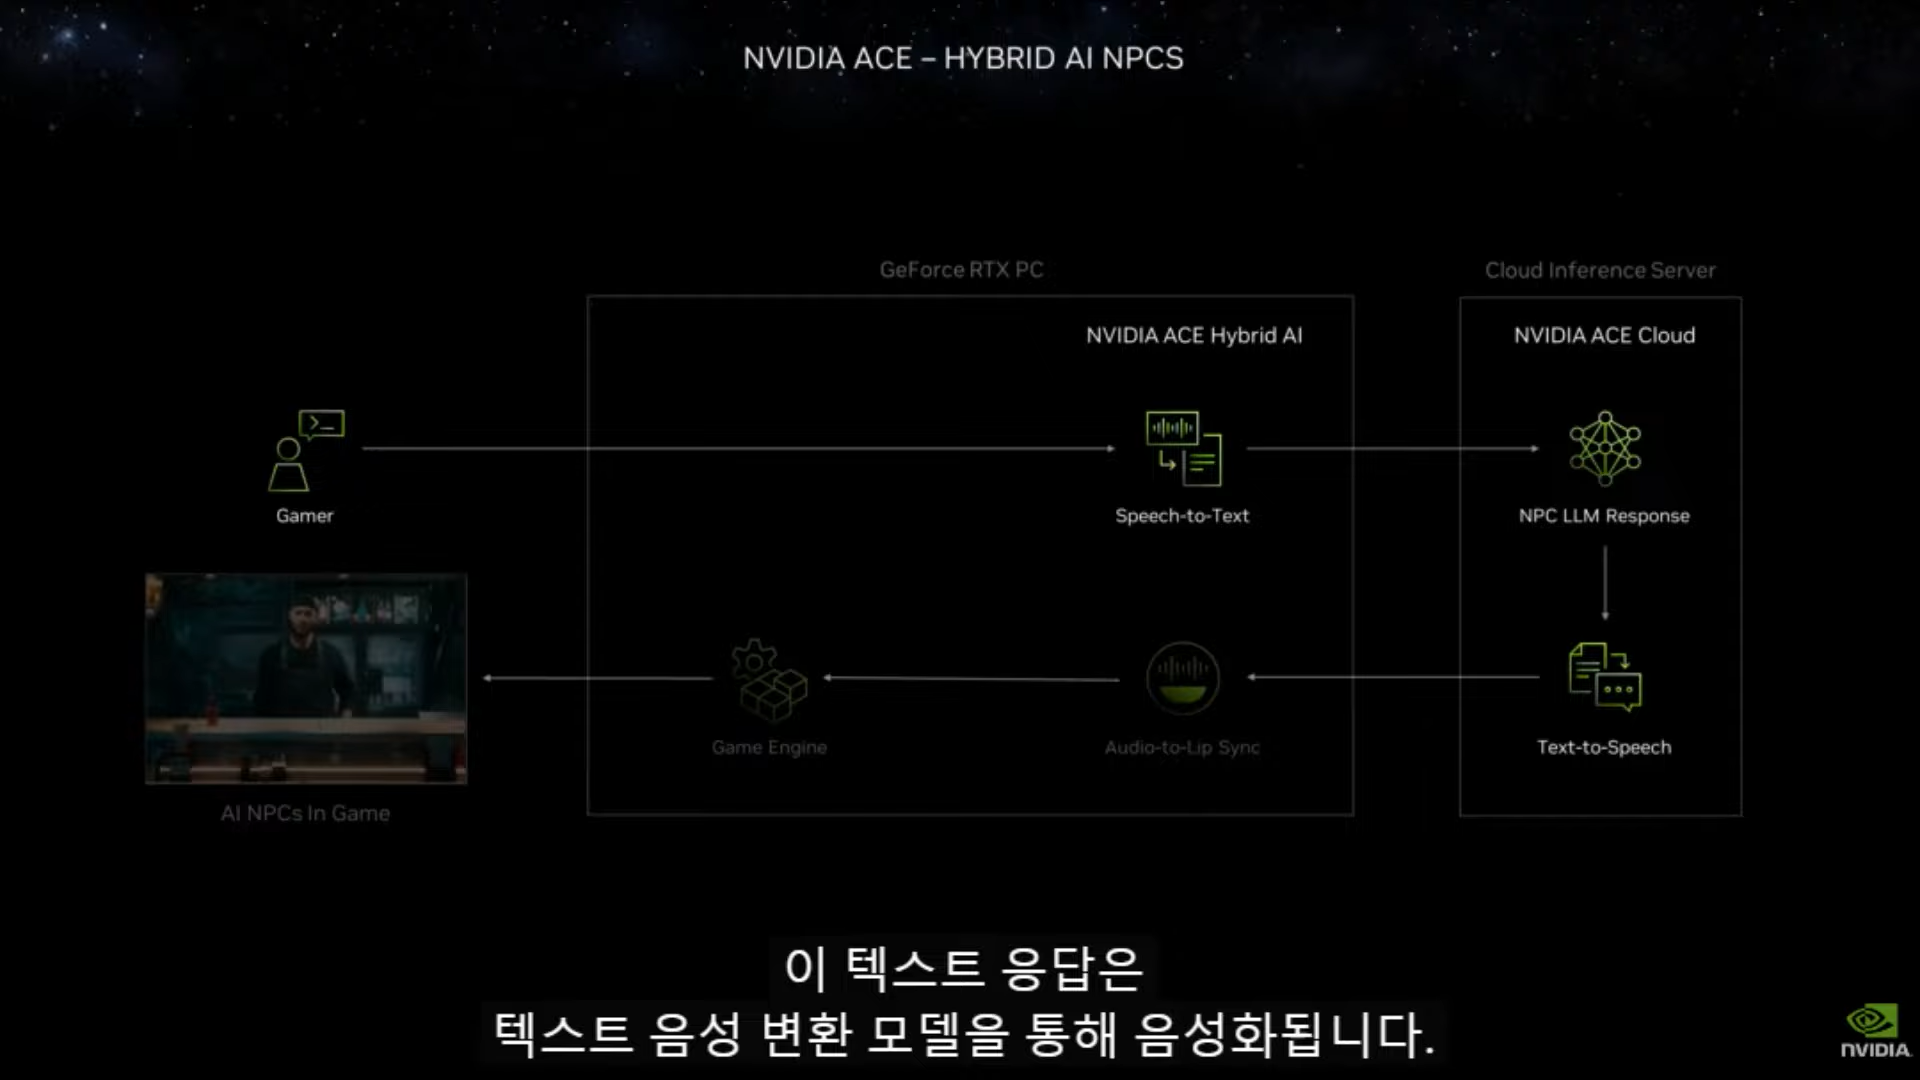 NVIDIA ACE – HYBRID AI NPCS
GeForce RTX PC
Cloud Inference Server
NVIDIA ACE Hybrid AI
NVIDIA ACE Cloud
Gamer
Speech-to-Text
NPC LLM Response
Game Engine
Audio-to-Lip Sync
Text-to-Speech
AI NPCs In Game
이 텍스트 응답은
텍스트 음성 변환 모델을 통해 음성화됩니다.
NVIDIA